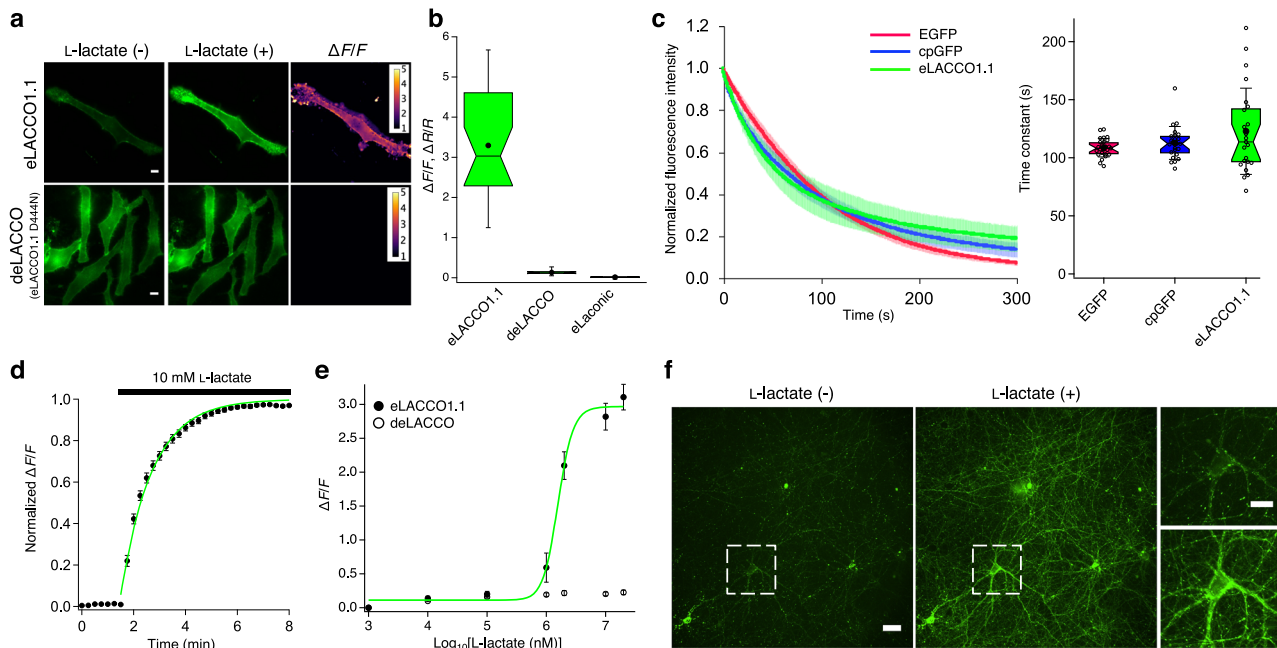 a
L-lactate (-)
L-lactate (+)
ΔF/F
eLACCO1.1
5
4
3
2
1
deLACCO
(eLACCO1.1 D444N)
5
4
3
2
1
b
ΔF/F, ΔR/R
6
5
4
3
2
1
0
eLACCO1.1
deLACCO
eLaconic
c
Normalized fluorescence intensity
1.2
1.0
0.8
0.6
0.4
0.2
0.0
0
100
200
300
Time (s)
EGFP
cpGFP
eLACCO1.1
Time constant (s)
200
150
100
50
0
EGFP
cpGFP
eLACCO1.1
d
10 mM L-lactate
Normalized ΔF/F
1.0
0.8
0.6
0.4
0.2
0.0
0
2
4
6
8
Time (min)
e
eLACCO1.1
deLACCO
ΔF/F
3.0
2.5
2.0
1.5
1.0
0.5
0.0
3
4
5
6
7
Log10[L-lactate (nM)]
f
L-lactate (-)
L-lactate (+)